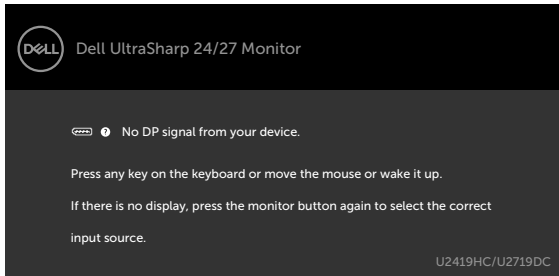 DELL
Dell UltraSharp 24/27 Monitor
? No DP signal from your device.
Press any key on the keyboard or move the mouse or wake it up.
If there is no display, press the monitor button again to select the correct
input source.
U2419HC/U2719DC